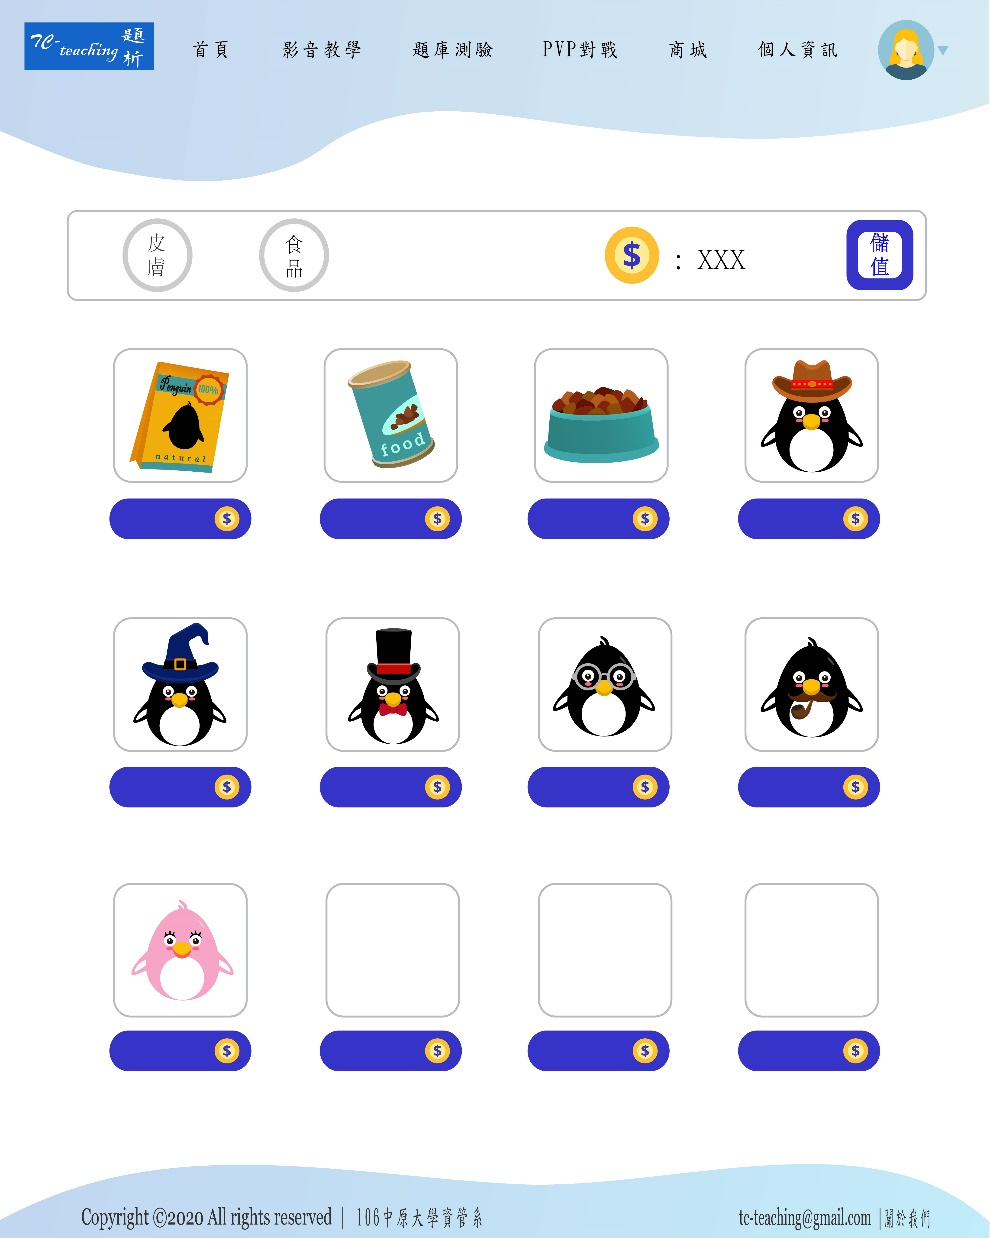 TC-teaching 題析
首頁 影音教學 題庫測驗 PVP對戰 商城 個人資訊
皮膚 食品 $ : XXX 儲值
Penguin 100%
natural
food
$ $ $ $
$ $ $ $
$ $ $ $
Copyright ©2020 All rights reserved | 106中原大學資管系 tc-teaching@gmail.com |關於我們